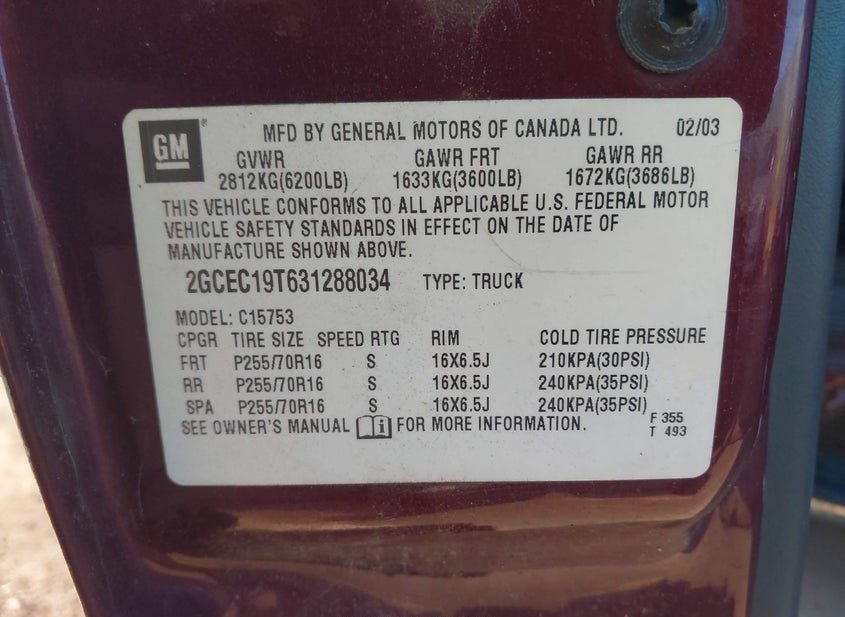 GM ® MFD BY GENERAL MOTORS OF CANADA LTD. 02/03
GVWR GAWR FRT GAWR RR
2812KG(6200LB) 1633KG(3600LB) 1672KG(3686LB)
THIS VEHICLE CONFORMS TO ALL APPLICABLE U.S. FEDERAL MOTOR
VEHICLE SAFETY STANDARDS IN EFFECT ON THE DATE OF
MANUFACTURE SHOWN ABOVE.
2GCEC19T631288034 TYPE: TRUCK
MODEL: C15753
CPGR TIRE SIZE SPEED RTG RIM COLD TIRE PRESSURE
FRT P255/70R16 S 16X6.5J 210KPA(30PSI)
RR P255/70R16 S 16X6.5J 240KPA(35PSI)
SPA P255/70R16 S 16X6.5J 240KPA(35PSI)
SEE OWNER'S MANUAL i FOR MORE INFORMATION. F 355
T 493